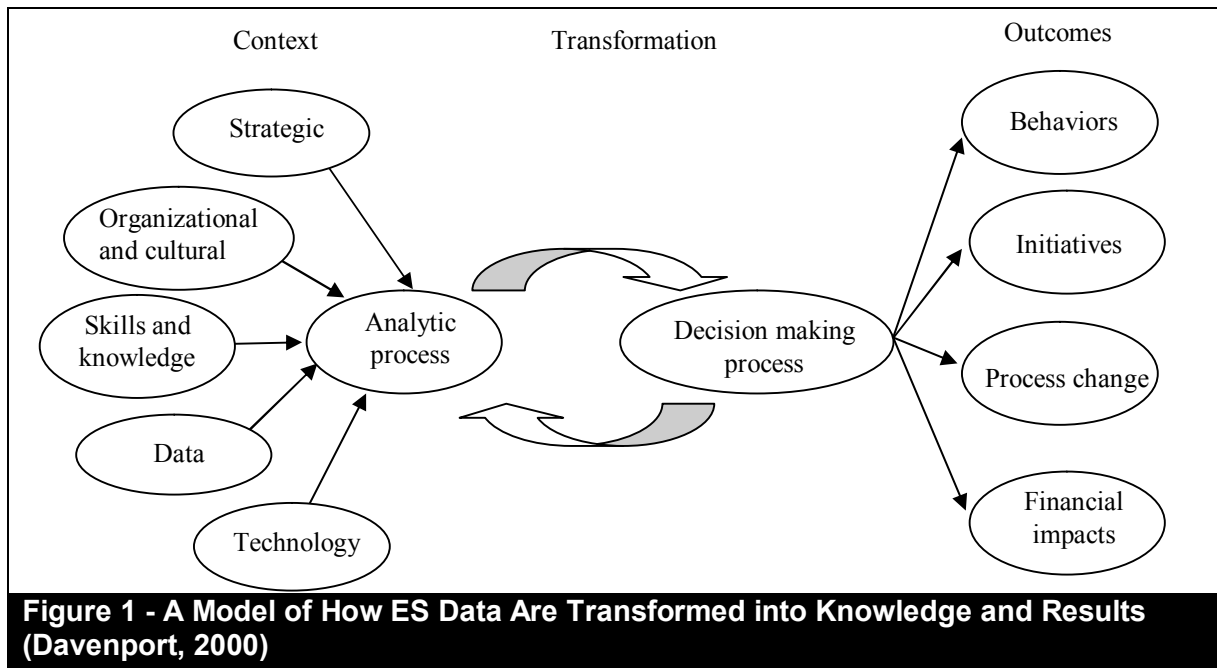 Context
Transformation
Outcomes
Strategic
Organizational
and cultural
Skills and
knowledge
Data
Technology
Analytic
process
Decision making
process
Behaviors
Initiatives
Process change
Financial
impacts
Figure 1 - A Model of How ES Data Are Transformed into Knowledge and Results
(Davenport, 2000)